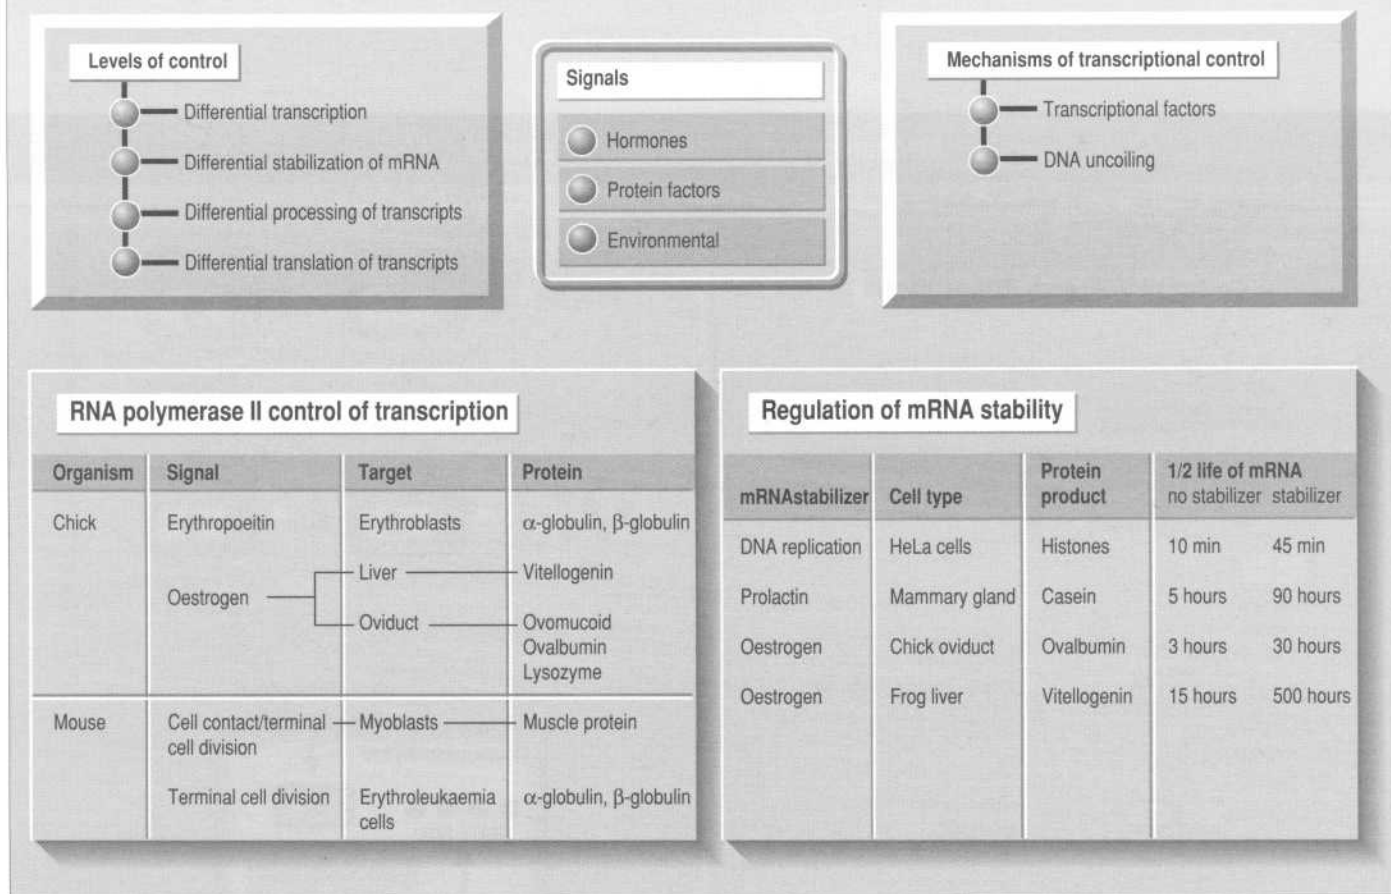 Levels of control
Differential transcription
Differential stabilization of mRNA
Differential processing of transcripts
Differential translation of transcripts
Signals
Hormones
Protein factors
Environmental
Mechanisms of transcriptional control
Transcriptional factors
DNA uncoiling
RNA polymerase II control of transcription
Organism Signal Target Protein
Chick Erythropoeitin Erythroblasts α-globulin, β-globulin
Liver Vitellogenin
Oestrogen
Oviduct Ovomucoid
Ovalbumin
Lysozyme
Mouse Cell contact/terminal Myoblasts Muscle protein
cell division
Terminal cell division Erythroleukaemia α-globulin, β-globulin
cells
Regulation of mRNA stability
Protein 1/2 life of mRNA
mRNAstabilizer Cell type product no stabilizer stabilizer
DNA replication HeLa cells Histones 10 min 45 min
Prolactin Mammary gland Casein 5 hours 90 hours
Oestrogen Chick oviduct Ovalbumin 3 hours 30 hours
Oestrogen Frog liver Vitellogenin 15 hours 500 hours